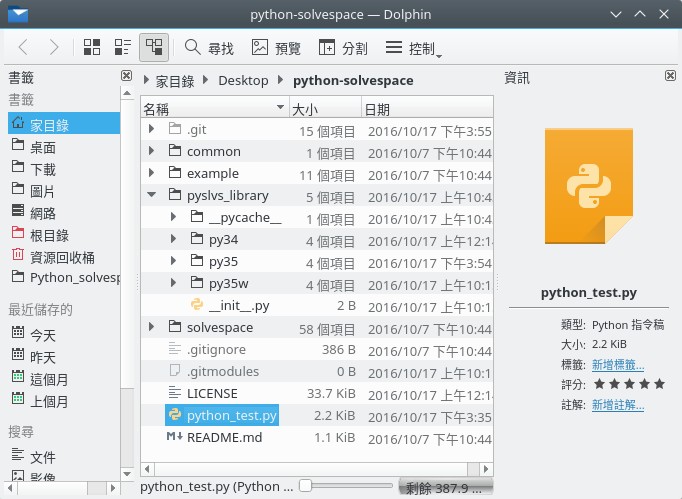 python-solvespace — Dolphin
尋找 預覽 分割 控制
書籤
書籤
家目錄
桌面
下載
圖片
網路
根目錄
資源回收桶
Python_solvesp
最近儲存的
今天
昨天
這個月
上個月
搜尋
文件
影像
家目錄 Desktop python-solvespace
名稱 大小 日期
.git 15 個項目 2016/10/17 下午3:55
common 1 個項目 2016/10/7 下午10:44
example 11 個項目 2016/10/7 下午10:44
pyslvs_library 5 個項目 2016/10/17 上午10:4
__pycache__ 1 個項目 2016/10/17 上午10:4
py34 4 個項目 2016/10/17 上午12:1
py35 4 個項目 2016/10/17 下午3:54
py35w 4 個項目 2016/10/17 上午10:1
__init__.py 2 B 2016/10/17 上午10:1
solvespace 58 個項目 2016/10/7 下午10:44
.gitignore 386 B 2016/10/7 下午10:44
.gitmodules 0 B 2016/10/17 上午10:1
LICENSE 33.7 KiB 2016/10/17 上午12:1
python_test.py 2.2 KiB 2016/10/17 下午3:35
README.md 1.1 KiB 2016/10/7 下午10:44
python_test.py (Python ... 剩餘 387.9 ...
資訊
python_test.py
類型: Python 指令稿
大小: 2.2 KiB
標籤: 新增標籤...
評分: ★★★★★
註解: 新增註解...